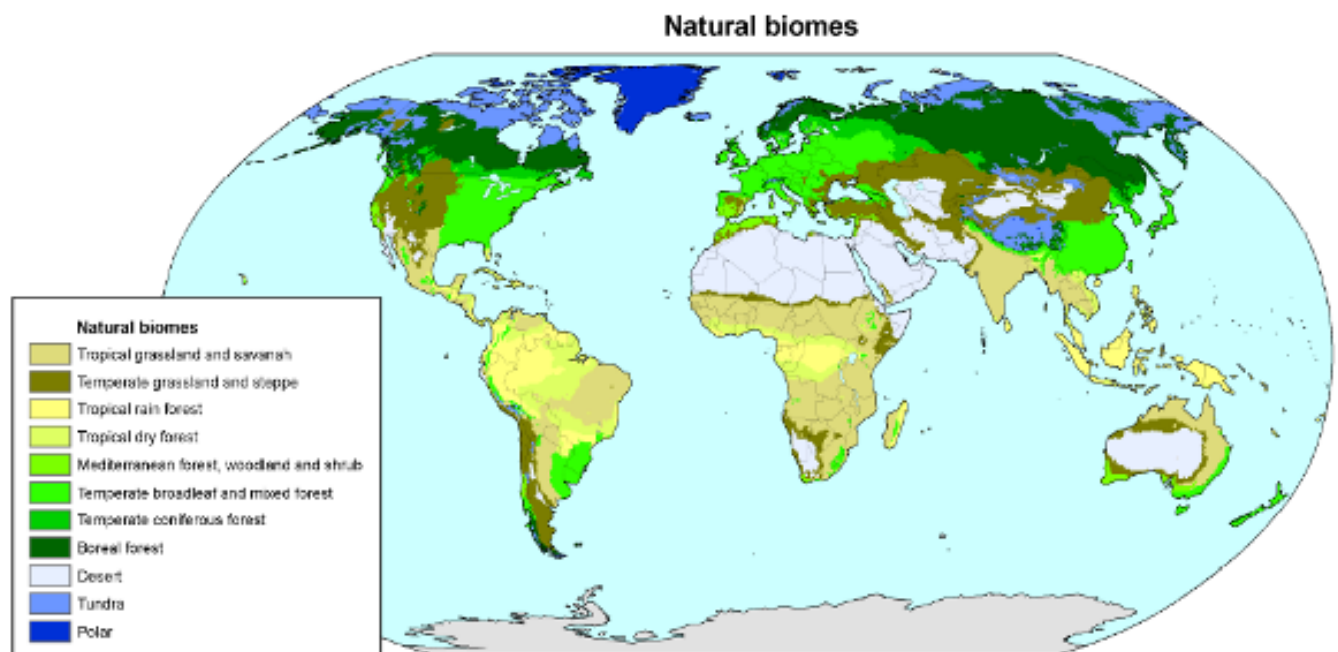 Natural biomes
Natural biomes
Tropical grassland and savanah
Temperate grassland and steppe
Tropical rain forest
Tropical dry forest
Mediterranean forest, woodland and shrub
Temperate broadleaf and mixed forest
Temperate coniferous forest
Boreal forest
Desert
Tundra
Polar